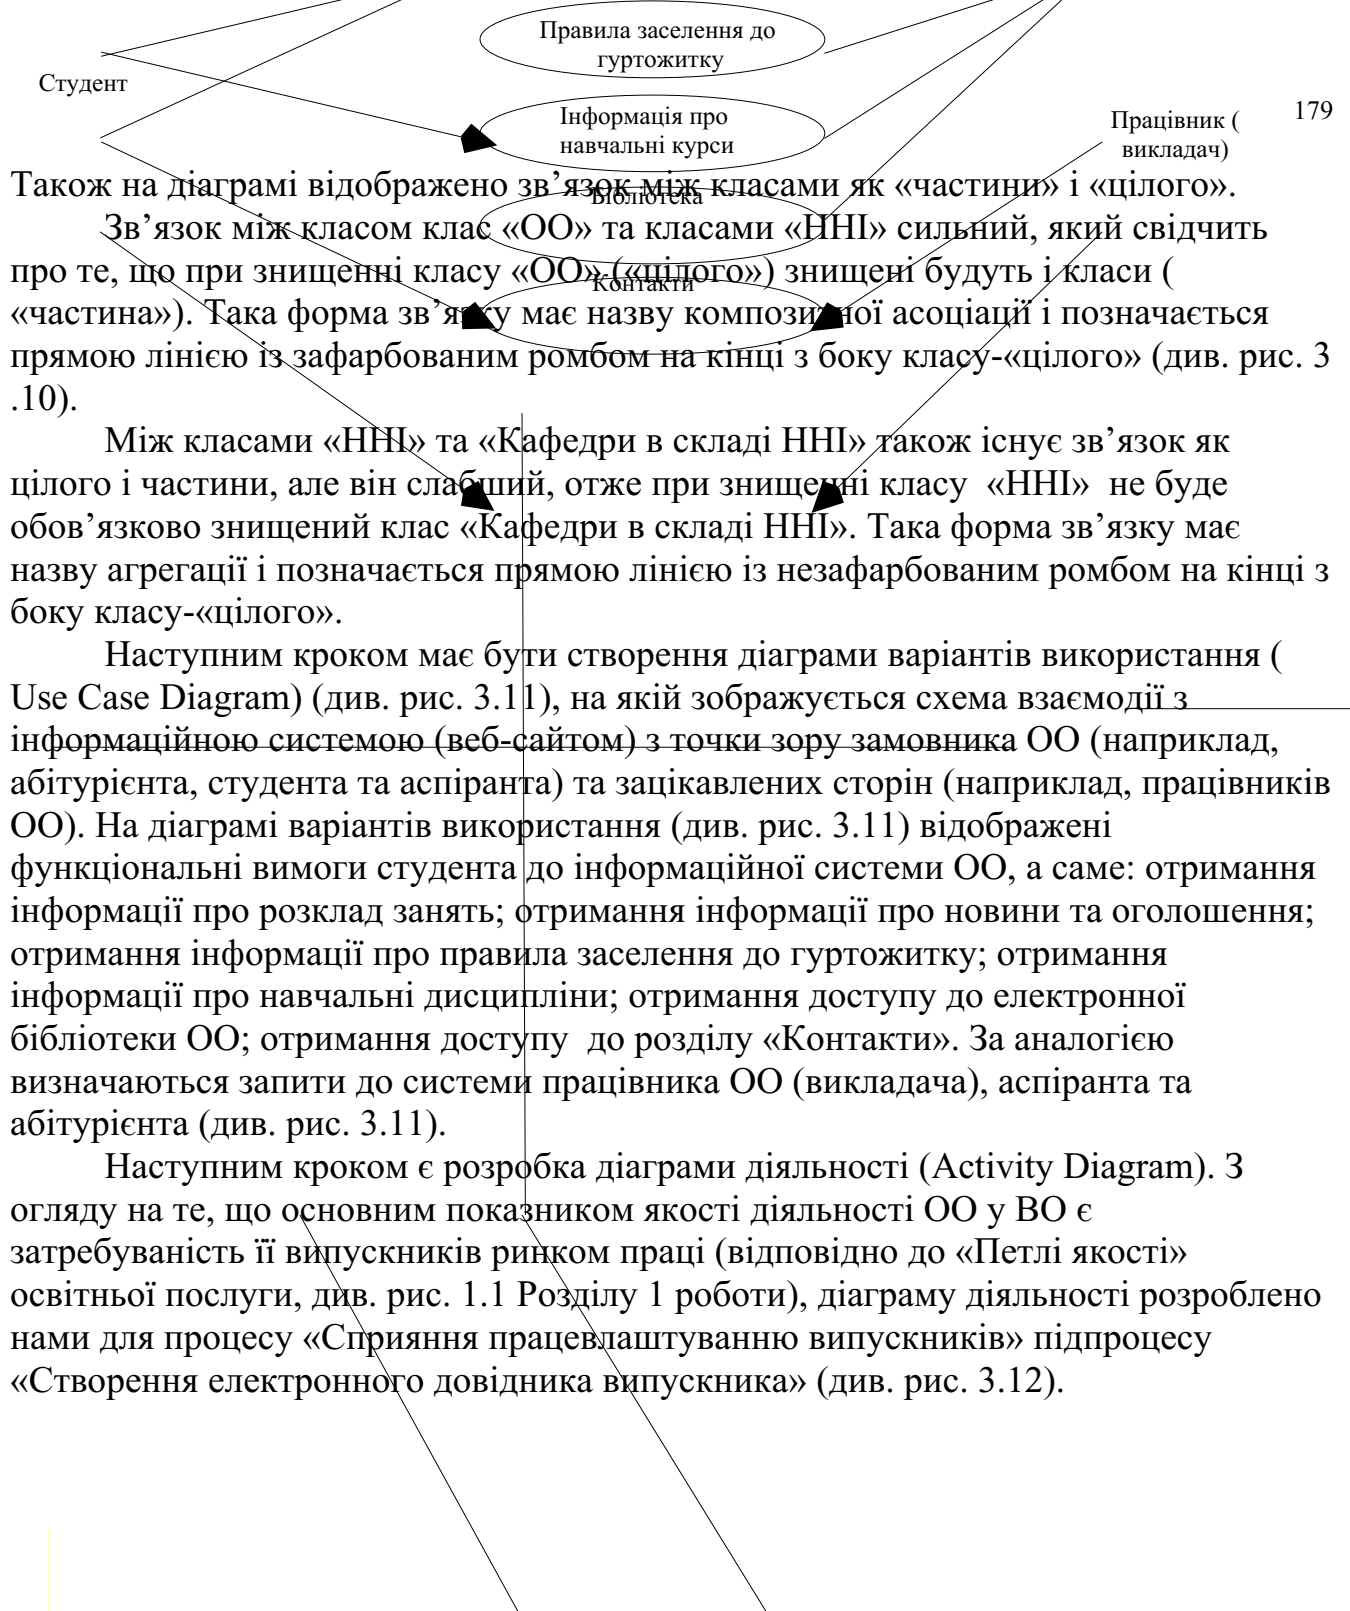 Правила заселення до
гуртожитку
Студент
179
Інформація про
навчальні курси
Працівник (
викладач)
Також на діаграмі відображено зв’язок між класами як «частини» і «цілого».
Бібліотека
Зв’язок між класом клас «ОО» та класами «ННІ» сильний, який свідчить
про те, що при знищенні класу «ОО» («цілого») знищені будуть і класи (
Контакти
«частина»). Така форма зв’язку має назву композитної асоціації і позначається
прямою лінією із зафарбованим ромбом на кінці з боку класу-«цілого» (див. рис. 3
.10).
Між класами «ННІ» та «Кафедри в складі ННІ» також існує зв’язок як
цілого і частини, але він слабший, отже при знищенні класу  «ННІ»  не буде
обов’язково знищений клас «Кафедри в складі ННІ». Така форма зв’язку має
назву агрегації і позначається прямою лінією із незафарбованим ромбом на кінці з
боку класу-«цілого».
Наступним кроком має бути створення діаграми варіантів використання (
Use Case Diagram) (див. рис. 3.11), на якій зображується схема взаємодії з
інформаційною системою (веб-сайтом) з точки зору замовника ОО (наприклад,
абітурієнта, студента та аспіранта) та зацікавлених сторін (наприклад, працівників
ОО). На діаграмі варіантів використання (див. рис. 3.11) відображені
функціональні вимоги студента до інформаційної системи ОО, а саме: отримання
інформації про розклад занять; отримання інформації про новини та оголошення;
отримання інформації про правила заселення до гуртожитку; отримання
інформації про навчальні дисципліни; отримання доступу до електронної
бібліотеки ОО; отримання доступу  до розділу «Контакти». За аналогією
визначаються запити до системи працівника ОО (викладача), аспіранта та
абітурієнта (див. рис. 3.11).
Наступним кроком є розробка діаграми діяльності (Activity Diagram). З
огляду на те, що основним показником якості діяльності ОО у ВО є
затребуваність її випускників ринком праці (відповідно до «Петлі якості»
освітньої послуги, див. рис. 1.1 Розділу 1 роботи), діаграму діяльності розроблено
нами для процесу «Сприяння працевлаштуванню випускників» підпроцесу
«Створення електронного довідника випускника» (див. рис. 3.12).